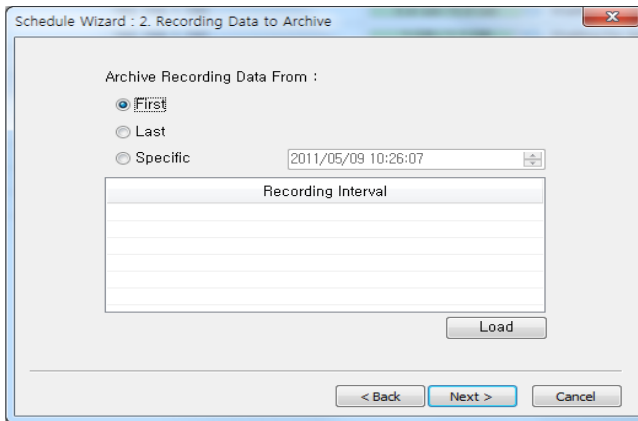 Schedule Wizard : 2. Recording Data to Archive
Archive Recording Data From :
First
Last
Specific 2011/05/09 10:26:07
Recording Interval
Load
< Back Next > Cancel